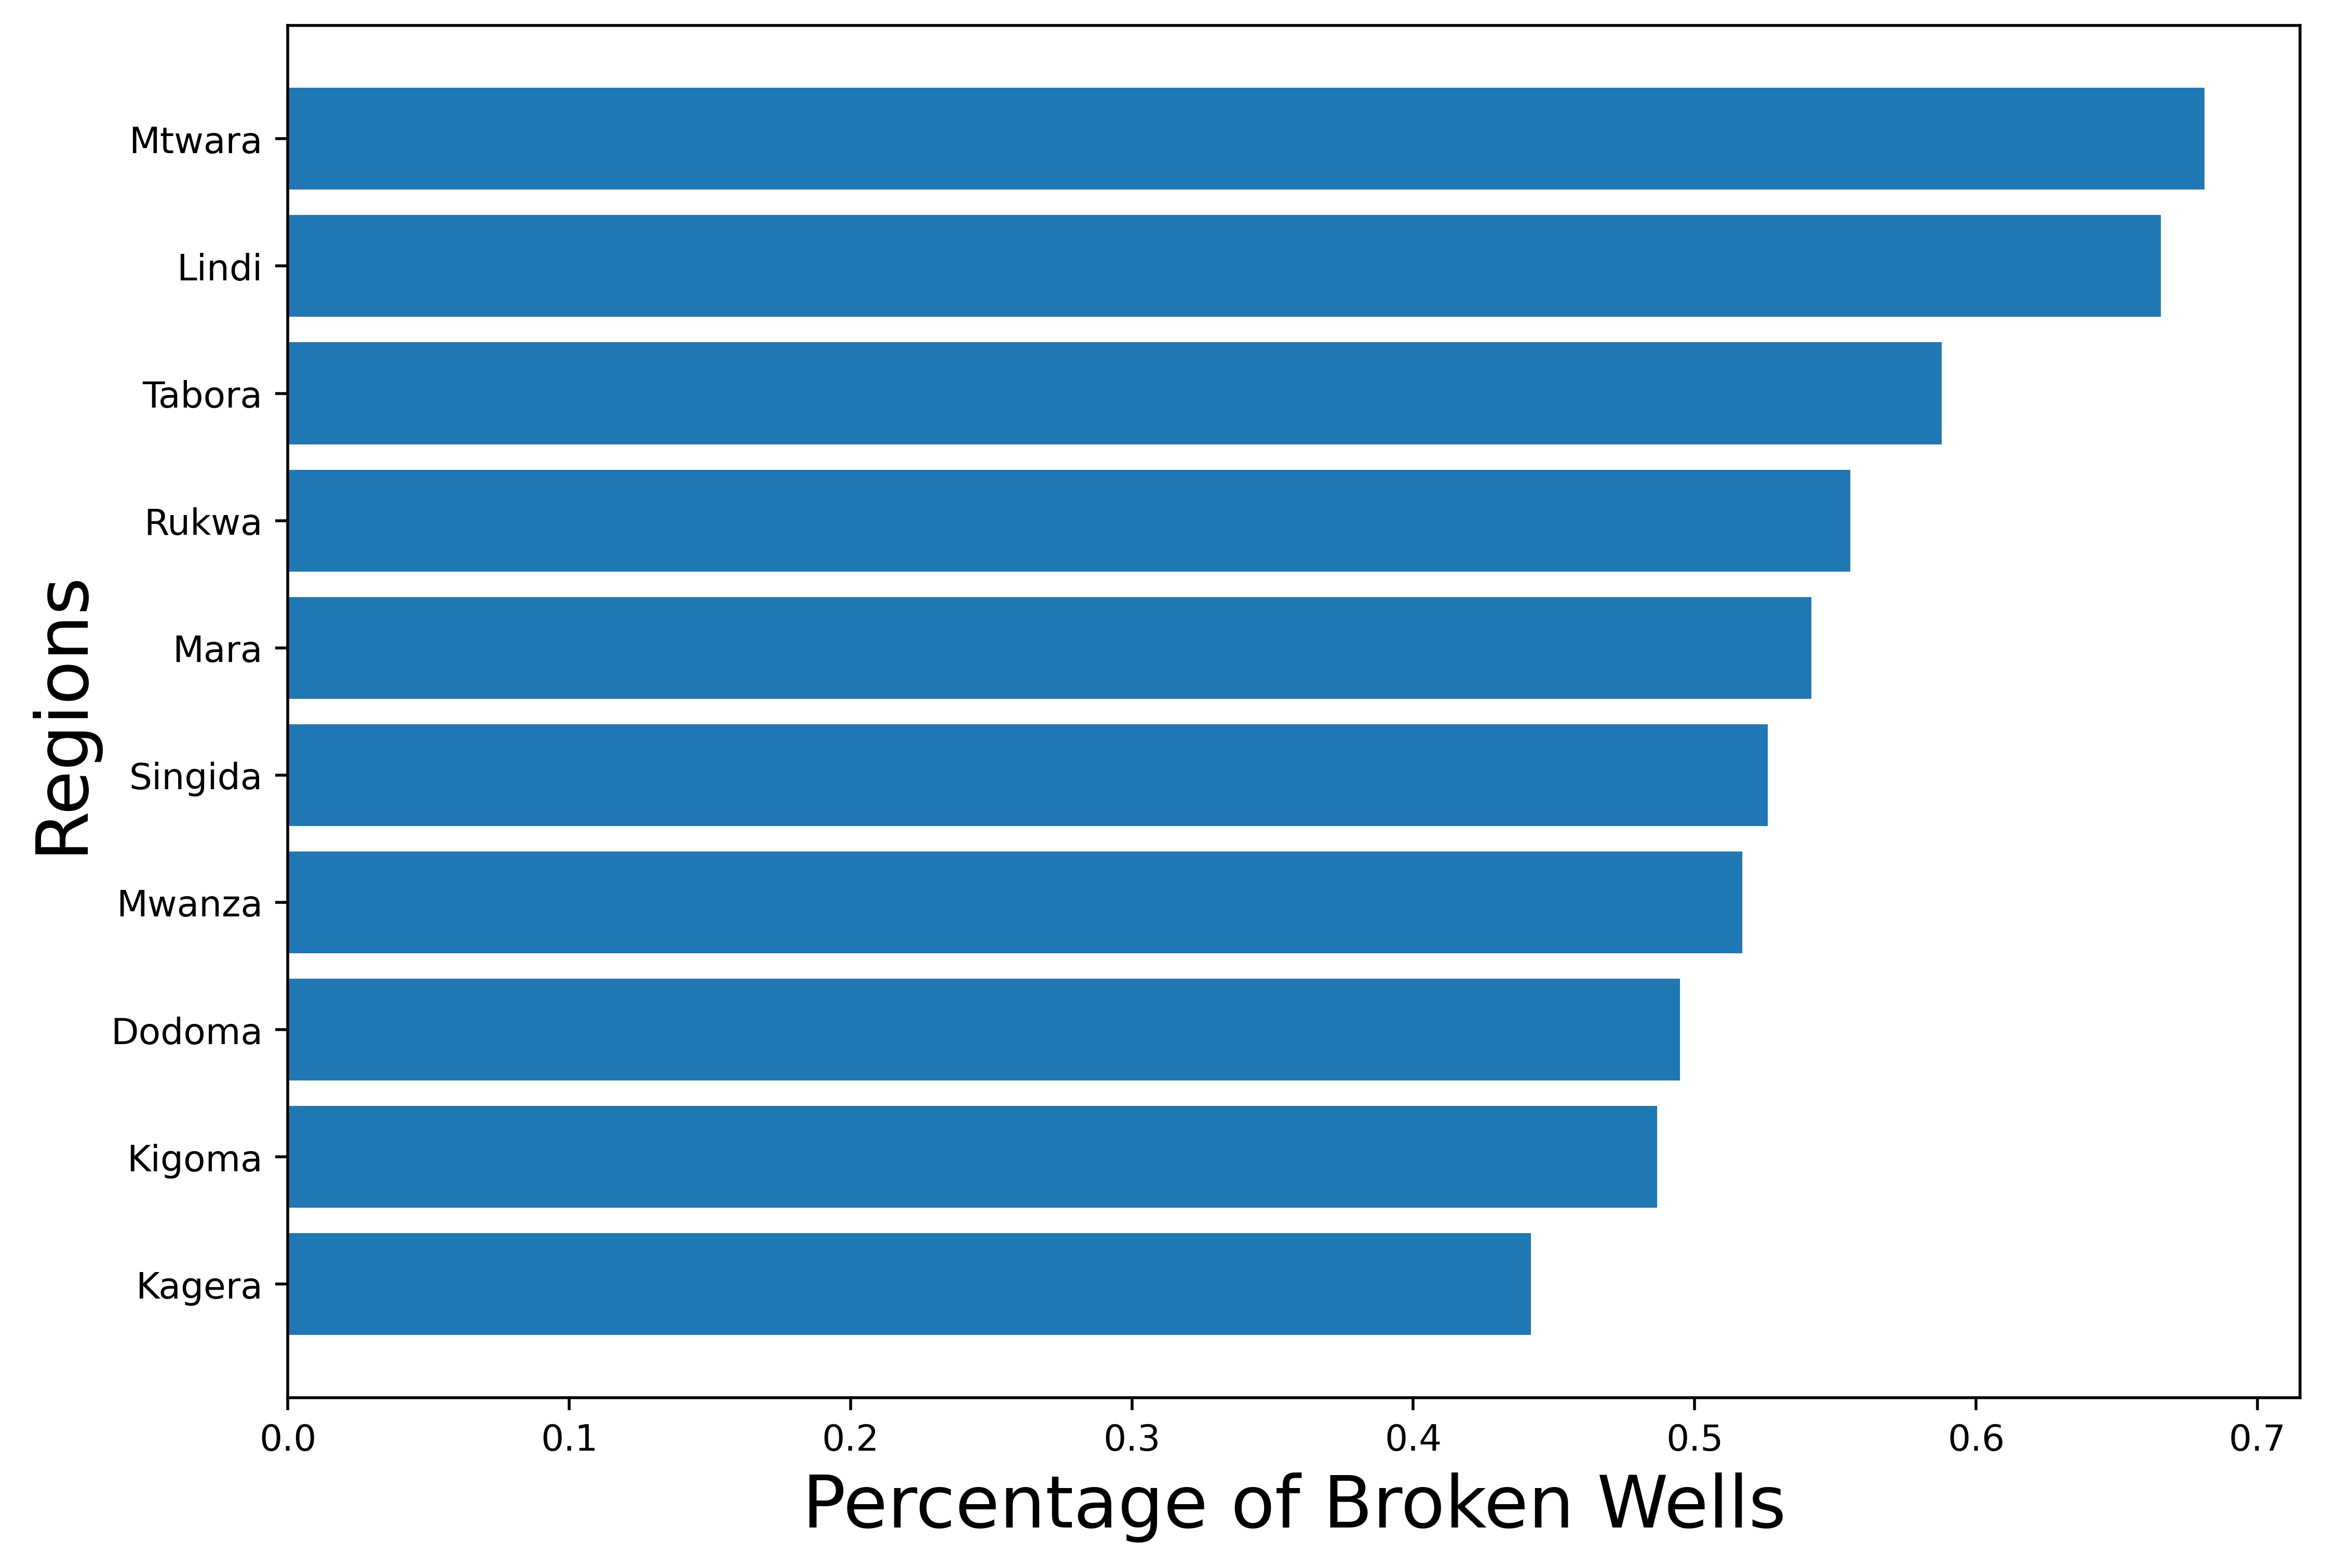 Regions
Mtwara
Lindi
Tabora
Rukwa
Mara
Singida
Mwanza
Dodoma
Kigoma
Kagera
0.0 0.1 0.2 0.3 0.4 0.5 0.6 0.7
Percentage of Broken Wells